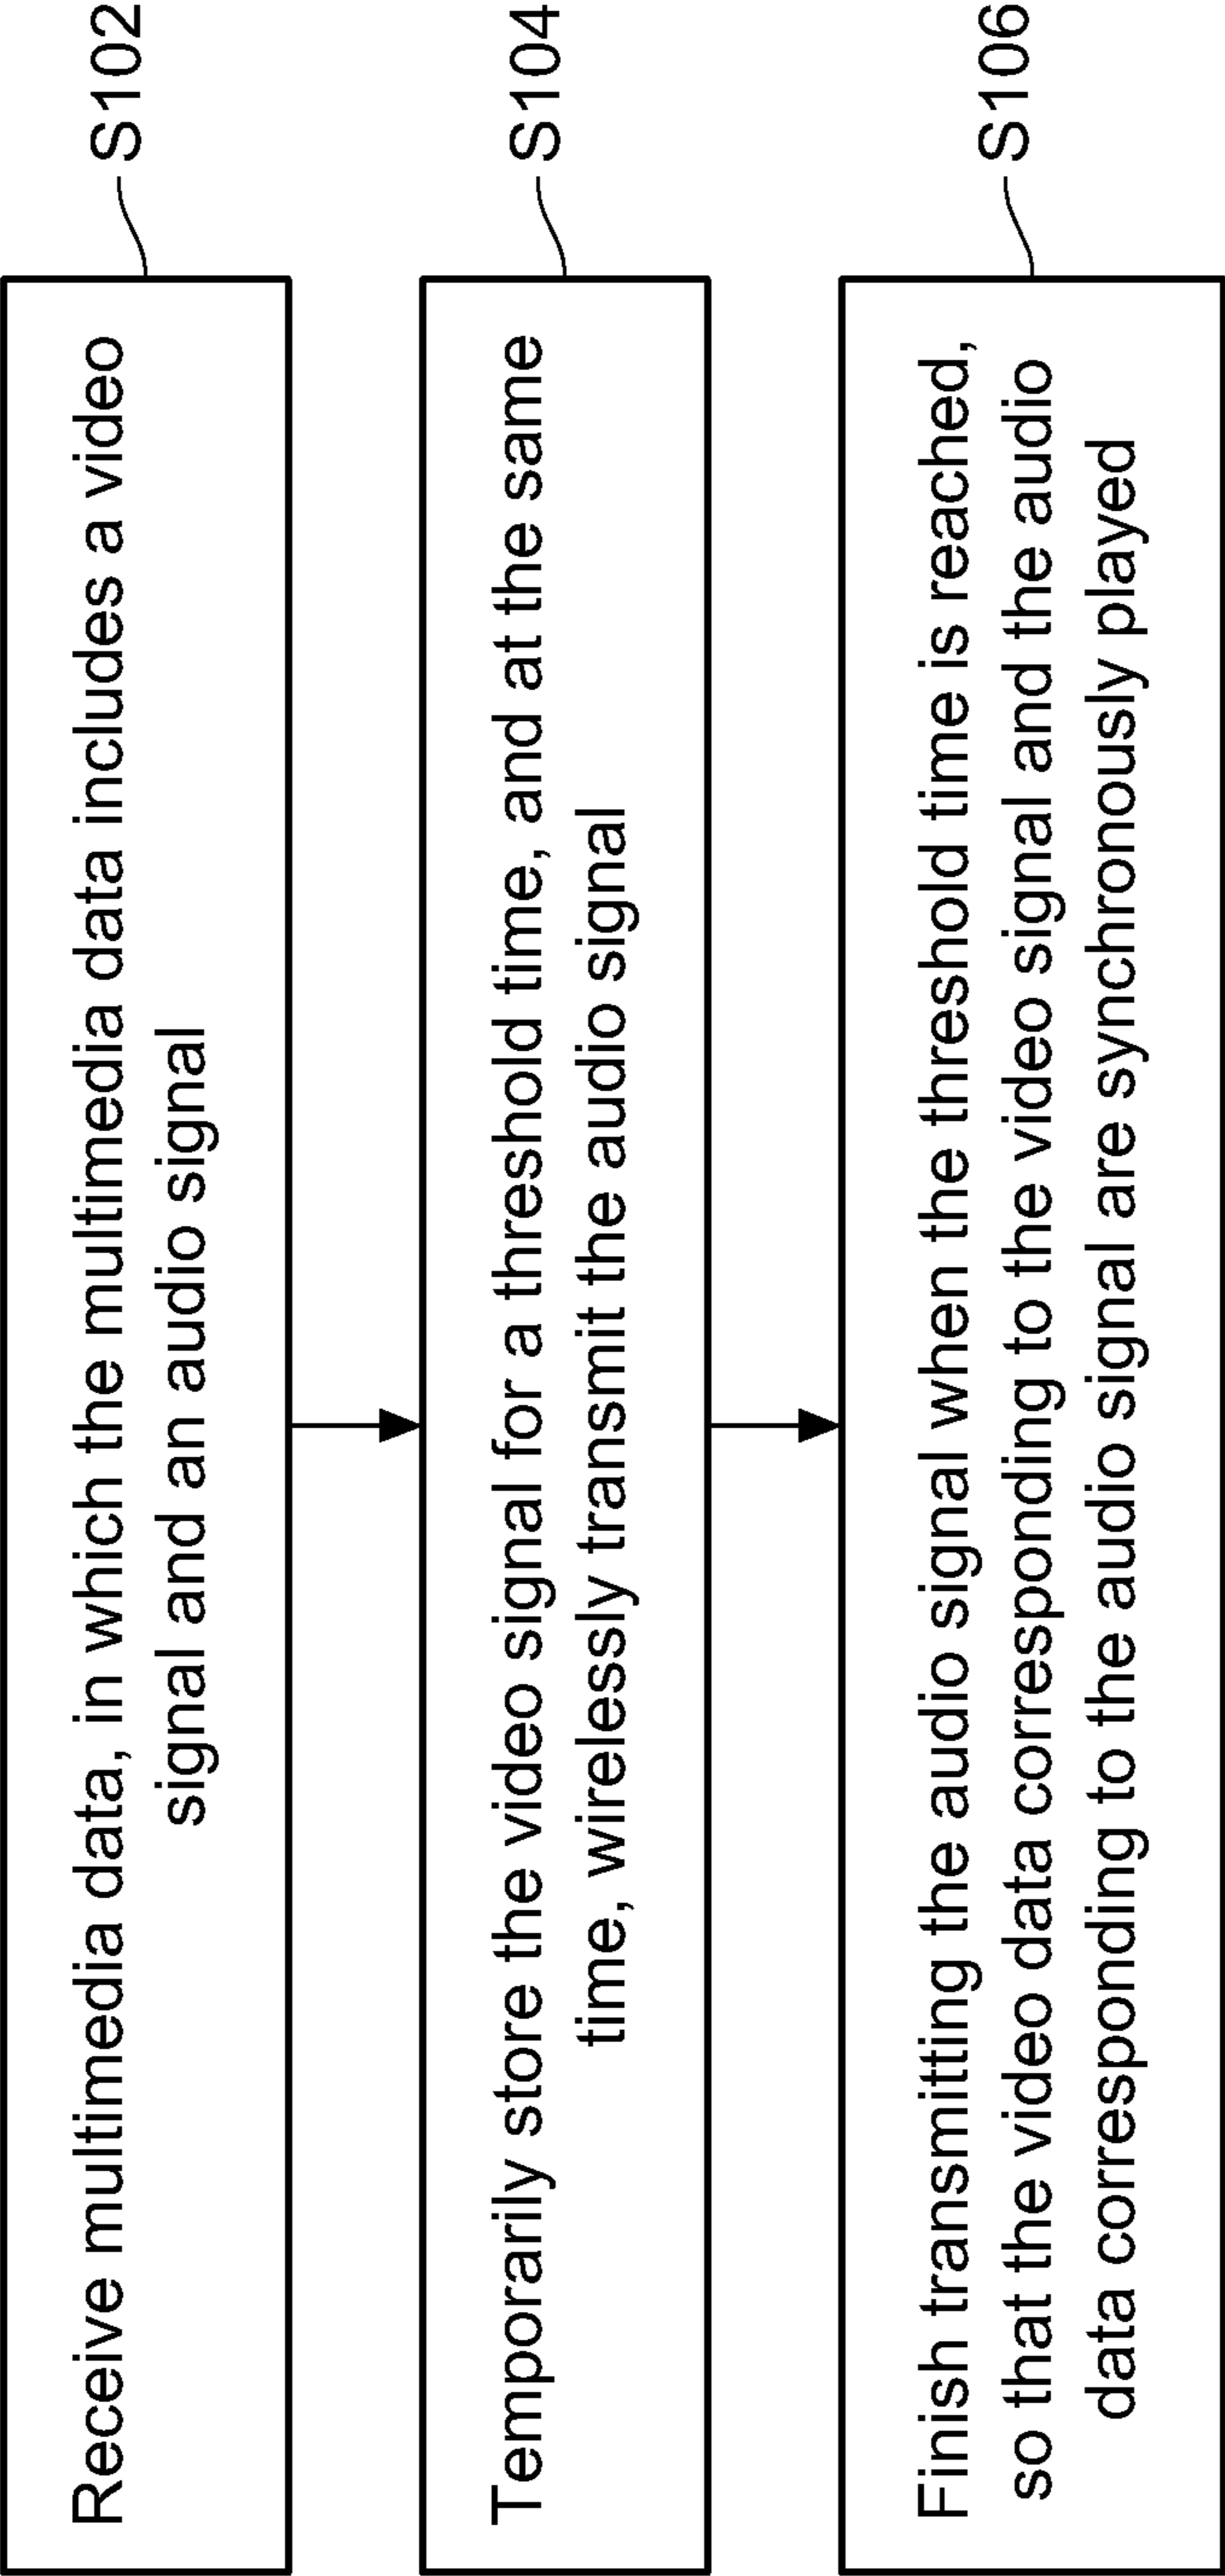 Receive multimedia data, in which the multimedia data includes a video
signal and an audio signal
S102
Temporarily store the video signal for a threshold time, and at the same
time, wirelessly transmit the audio signal
S104
Finish transmitting the audio signal when the threshold time is reached,
so that the video data corresponding to the video signal and the audio
data corresponding to the audio signal are synchronously played
S106